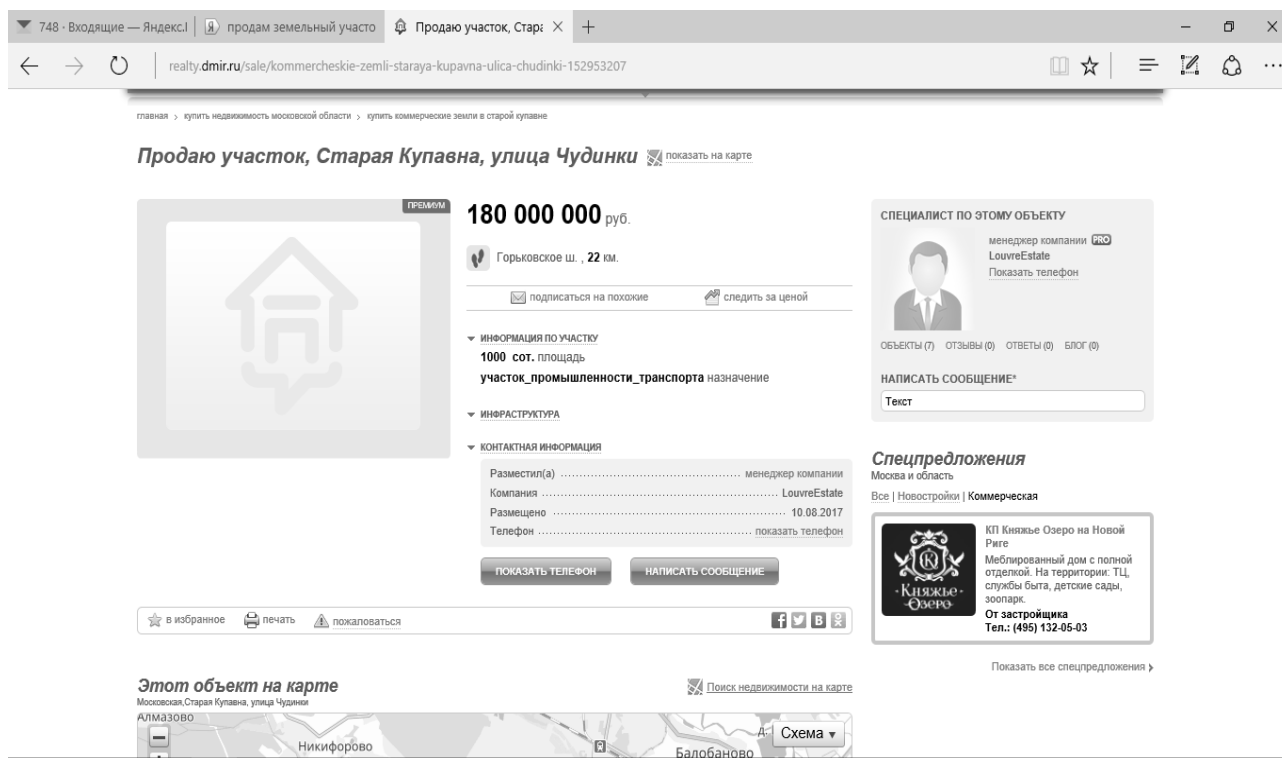 748 · Входящие — Яндекс.I
продам земельный участо
Продаю участок, Стара
realty.dmir.ru/sale/kommercheskie-zemli-staraya-kupavna-ulica-chudinki-152953207
главная > купить недвижимость московской области > купить коммерческие земли в старой купавне
Продаю участок, Старая Купавна, улица Чудинки показать на карте
ПРЕМИУМ
180 000 000 руб.
Горьковское ш. , 22 км.
подписаться на похожие следить за ценой
ИНФОРМАЦИЯ ПО УЧАСТКУ
1000 сот. площадь
участок_промышленности_транспорта назначение
ИНФРАСТРУКТУРА
КОНТАКТНАЯ ИНФОРМАЦИЯ
Разместил(а) менеджер компании
Компания LouvreEstate
Размещено 10.08.2017
Телефон показать телефон
ПОКАЗАТЬ ТЕЛЕФОН НАПИСАТЬ СООБЩЕНИЕ
в избранное печать пожаловаться
СПЕЦИАЛИСТ ПО ЭТОМУ ОБЪЕКТУ
менеджер компании PRO
LouvreEstate
Показать телефон
ОБЪЕКТЫ (7) ОТЗЫВЫ (0) ОТВЕТЫ (0) БЛОГ (0)
НАПИСАТЬ СООБЩЕНИЕ*
Текст
Спецпредложения
Москва и область
Все | Новостройки | Коммерческая
Княжье
Озеро
КП Княжье Озеро на Новой
Риге
Меблированный дом с полной
отделкой. На территории: ТЦ,
службы быта, детские сады,
зоопарк.
От застройщика
Тел.: (495) 132-05-03
Показать все спецпредложения
Этот объект на карте Поиск недвижимости на карте
Московская,Старая Купавна, улица Чудинки
Алмазово
Никифорово
Балобаново
Д.
Схема